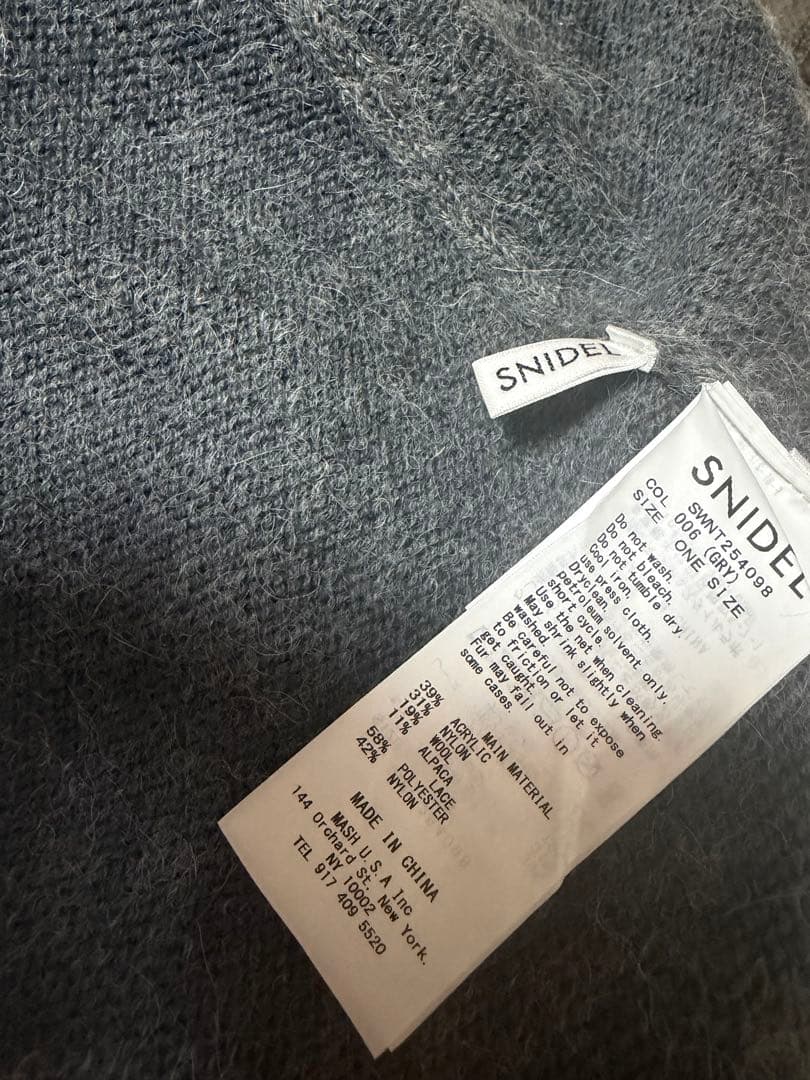 SNIDEL
SNIDEL
SWNT254098
COL 006 (GRY)
SIZE ONE SIZE
Do not wash.
Do not bleach.
Do not tumble dry.
Cool iron,
use press cloth.
Dryclean,
petroleum solvent only.
short cycle
Use the net when cleaning.
May shrink slightly when
washed.
Be careful not to expose
to friction or let it
get caught.
Fur may fall out in
some cases.
MAIN MATERIAL
39% ACRYLIC
31% NYLON
19% WOOL
11% ALPACA
LACE
58% POLYESTER
42% NYLON
MADE IN CHINA
MASH U.S.A Inc
144 Orchard St. New York.
NY 10002
TEL 917 409 5520